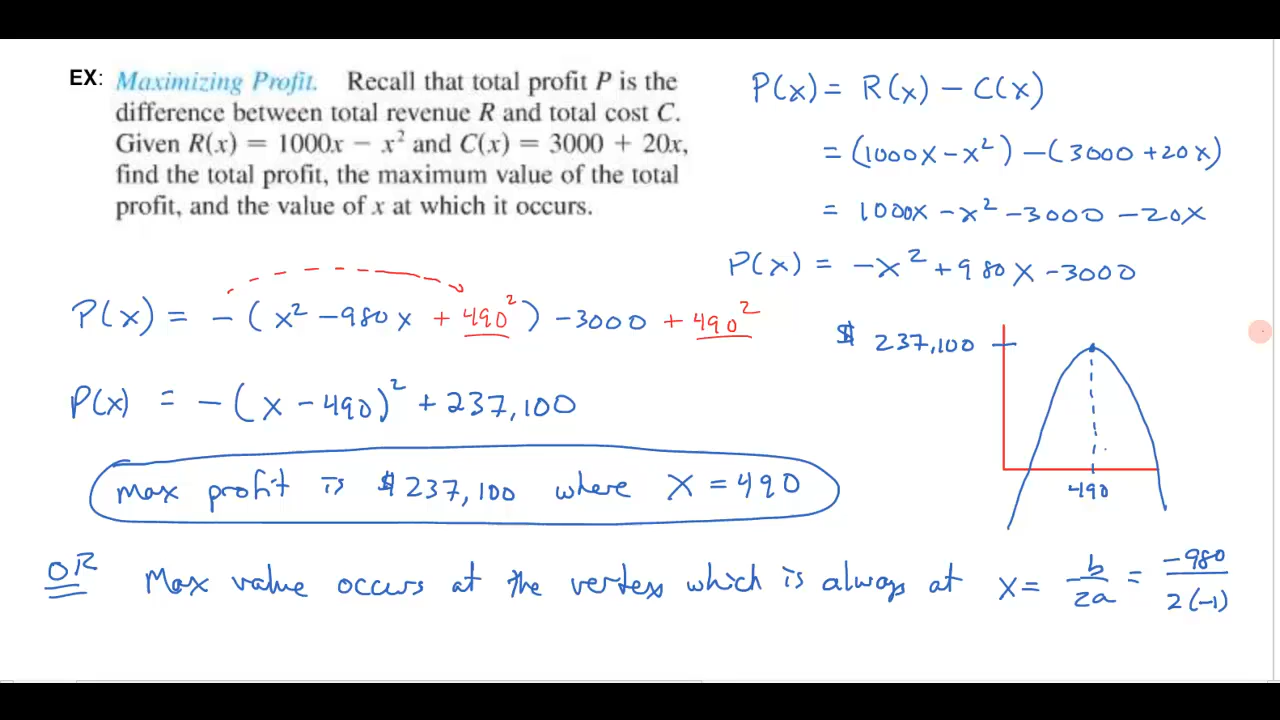 EX: Maximizing Profit. Recall that total profit P is the
difference between total revenue R and total cost C.
Given R(x) = 1000x − x² and C(x) = 3000 + 20x,
find the total profit, the maximum value of the total
profit, and the value of x at which it occurs.
P(x) = R(x) − C(x)
= (1000x − x²) − (3000 + 20x)
= 1000x − x² − 3000 − 20x
P(x) = −x² + 980x − 3000
P(x) = −(x² − 980x + 490²) − 3000 + 490²
P(x) = −(x − 490)² + 237,100
max profit is $237,100 where x = 490
$ 237,100
490
OR Max value occurs at the vertex which is always at x = −b/2a = −980/2(−1)